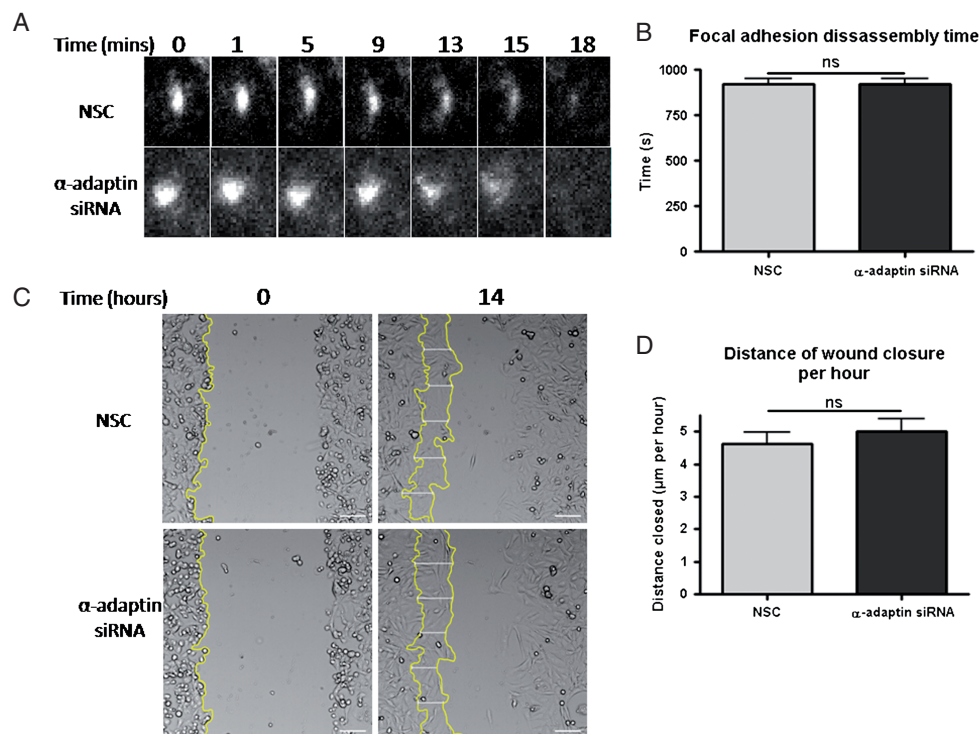 A
Time (mins) 0 1 5 9 13 15 18
NSC
α-adaptin
siRNA
B
Focal adhesion dissassembly time
ns
1000
750
500
250
0
Time (s)
NSC α-adaptin siRNA
C
Time (hours) 0 14
NSC
α-adaptin
siRNA
D
Distance of wound closure
per hour
ns
5
4
3
2
1
0
Distance closed (µm per hour)
NSC α-adaptin siRNA